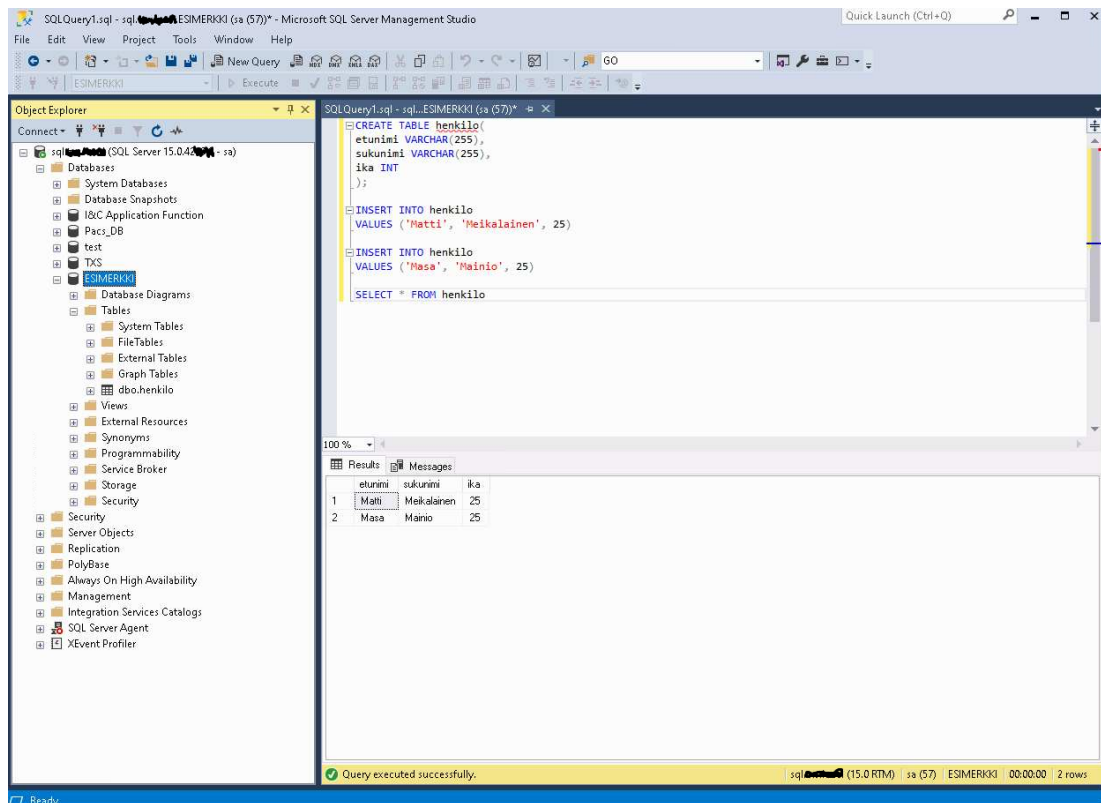 SQLQuery1.sql - sql. ESIMERKKI (sa (57))* - Microsoft SQL Server Management Studio
Quick Launch (Ctrl+Q)
File Edit View Project Tools Window Help
New Query MDX DMX XMLA DAX GO
ESIMERKKI Execute
Object Explorer
Connect
sql (SQL Server 15.0.42 - sa)
Databases
System Databases
Database Snapshots
I&C Application Function
Pacs_DB
test
TXS
ESIMERKKI
Database Diagrams
Tables
System Tables
FileTables
External Tables
Graph Tables
dbo.henkilo
Views
External Resources
Synonyms
Programmability
Service Broker
Storage
Security
Security
Server Objects
Replication
PolyBase
Always On High Availability
Management
Integration Services Catalogs
SQL Server Agent
XEvent Profiler
SQLQuery1.sql - sql...ESIMERKKI (sa (57))*
CREATE TABLE henkilo(
etunimi VARCHAR(255),
sukunimi VARCHAR(255),
ika INT
);
INSERT INTO henkilo
VALUES ('Matti', 'Meikalainen', 25)
INSERT INTO henkilo
VALUES ('Masa', 'Mainio', 25)
SELECT * FROM henkilo
100 %
Results Messages
etunimi sukunimi ika
1 Matti Meikalainen 25
2 Masa Mainio 25
Query executed successfully.
sql (15.0 RTM) sa (57) ESIMERKKI 00:00:00 2 rows
Ready